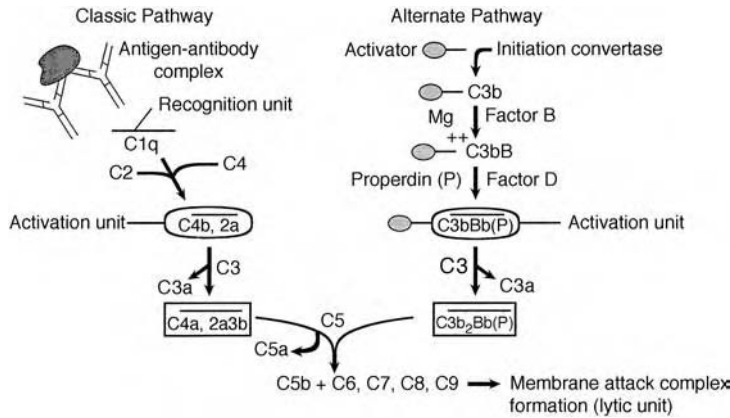 Classic Pathway
Antigen-antibody
complex
Recognition unit
C1q
C2
C4
Activation unit
C4b, 2a
C3
C3a
C4a, 2a3b
Alternate Pathway
Activator
Initiation convertase
C3b
Mg
++
Factor B
C3bB
Properdin (P)
Factor D
C3bBb(P)
Activation unit
C3
C3a
C3b₂Bb(P)
C5
C5a
C5b + C6, C7, C8, C9
Membrane attack complex
formation (lytic unit)